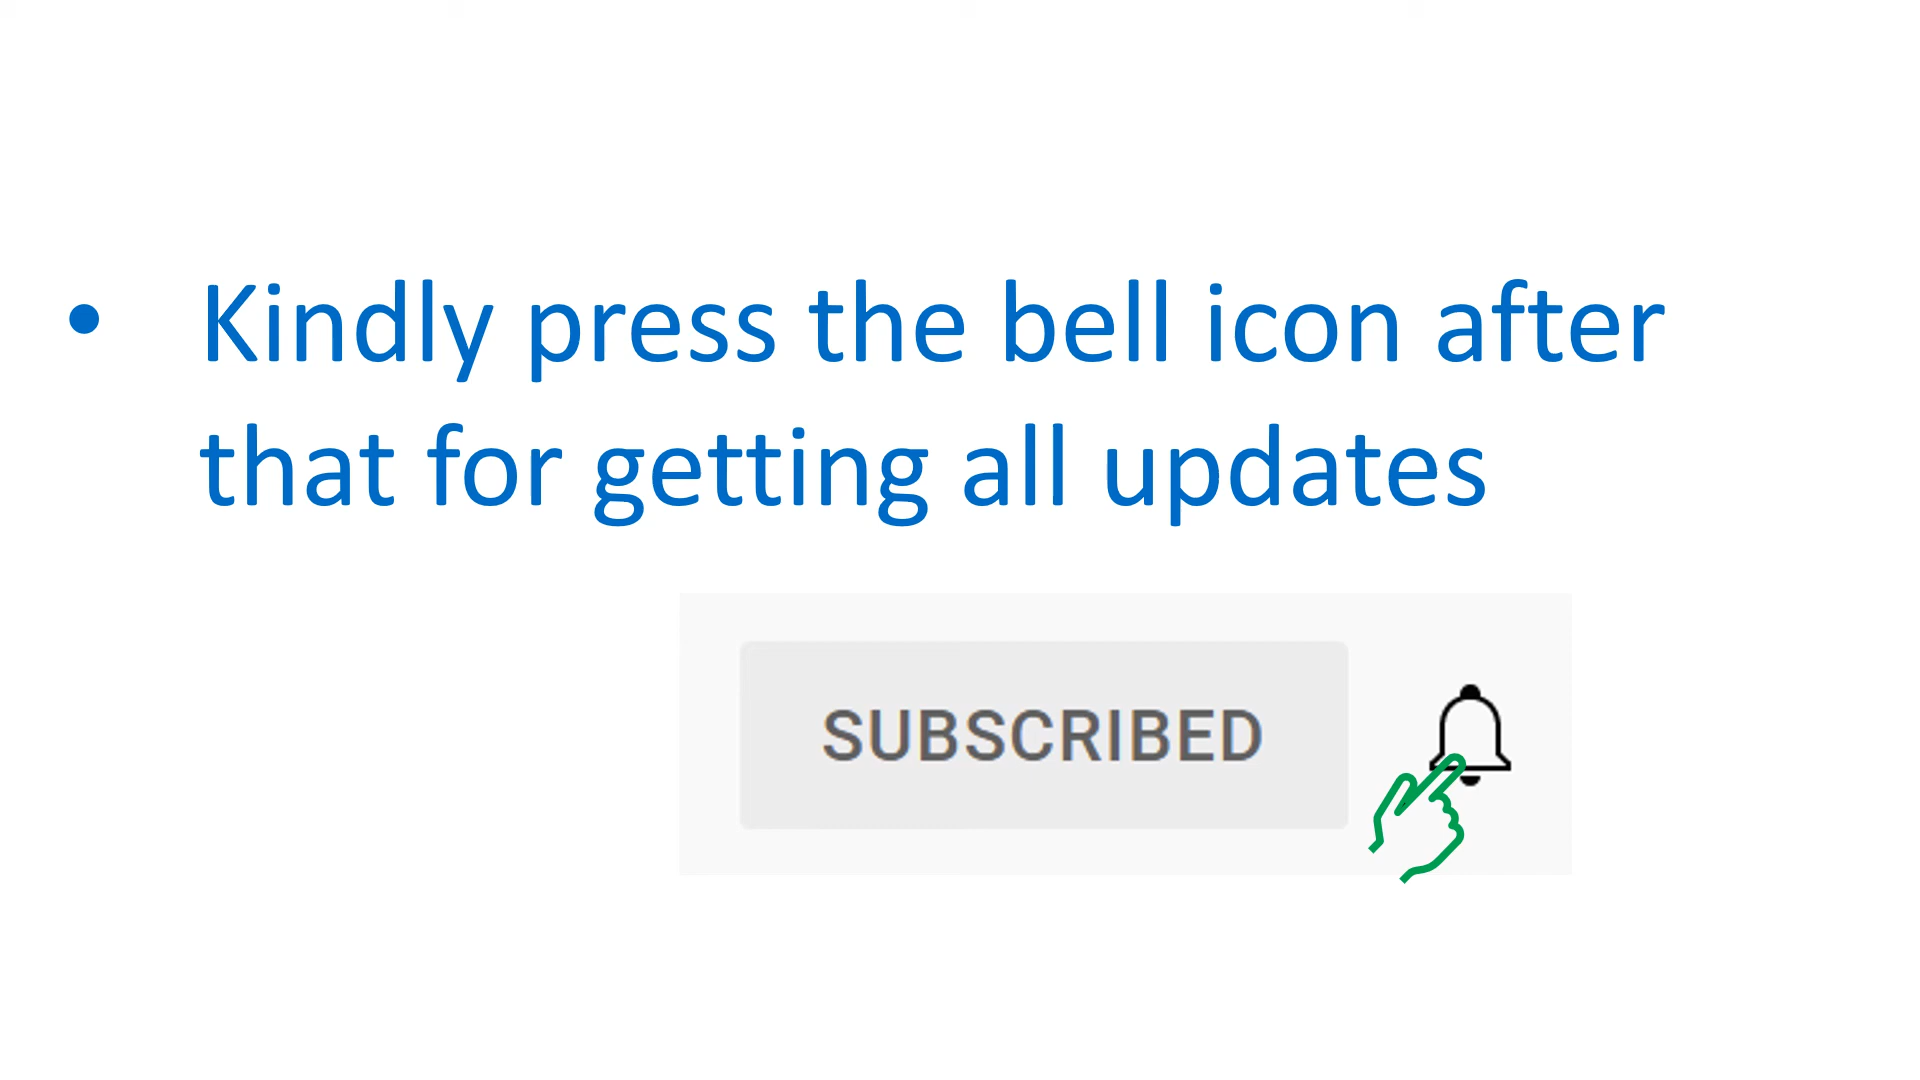 • Kindly press the bell icon after
that for getting all updates
SUBSCRIBED